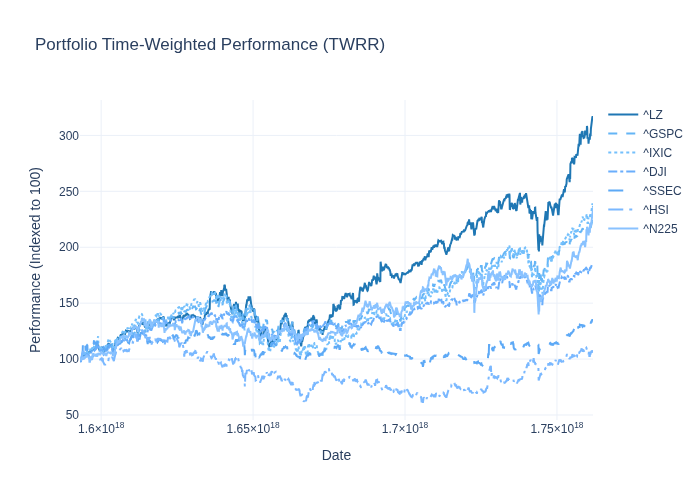 Portfolio Time-Weighted Performance (TWRR)
^LZ
^GSPC
^IXIC
^DJI
^SSEC
^HSI
^N225
Performance (Indexed to 100)
300
250
200
150
100
50
1.6×10¹⁸
1.65×10¹⁸
1.7×10¹⁸
1.75×10¹⁸
Date